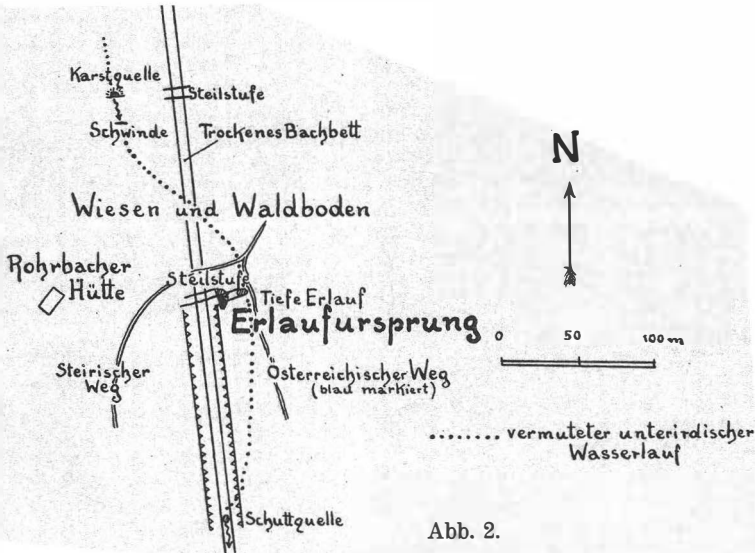 Karstquelle
Steilstufe
Schwinde
Trockenes Bachbett
N
Wiesen und Waldboden
Rohrbacher
Hütte
Steilstufe
Tiefe Erlauf
Erlaufursprung
0 50 100 m
Steirischer
Weg
Österreichischer Weg
(blau markiert)
........ vermuteter unterirdischer
Wasserlauf
Schuttquelle
Abb. 2.